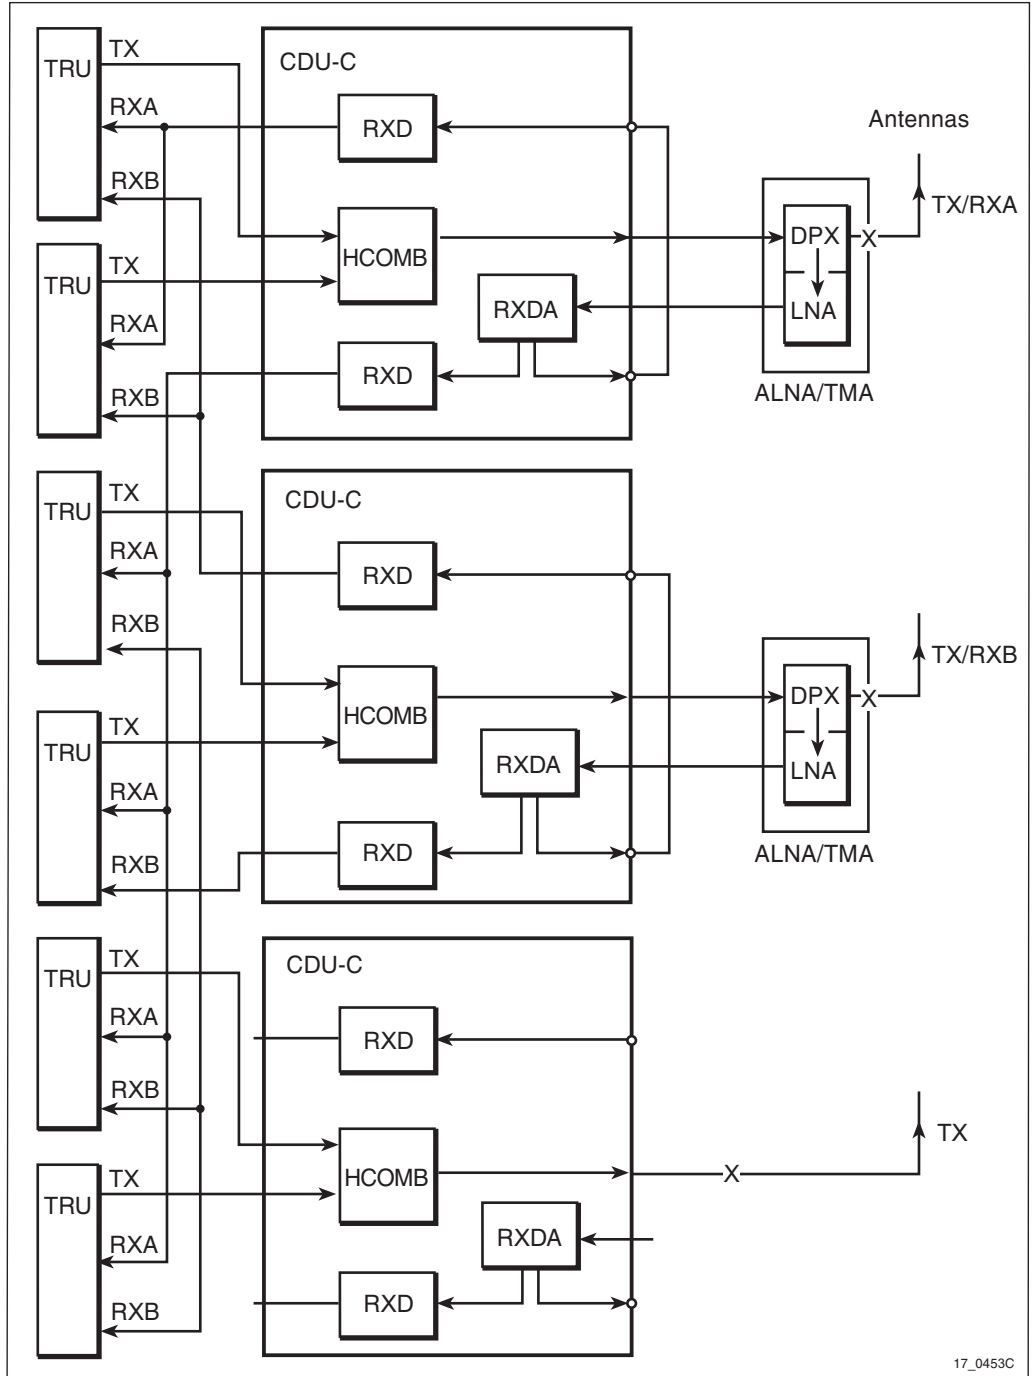 TRU
TX
RXA
RXB
CDU-C
RXD
HCOMB
RXDA
RXD
Antennas
TX/RXA
DPX
X
LNA
ALNA/TMA
TRU
TX
RXA
RXB
TRU
TX
RXA
RXB
CDU-C
RXD
HCOMB
RXDA
RXD
TX/RXB
DPX
X
LNA
ALNA/TMA
TRU
TX
RXA
RXB
TRU
TX
RXA
RXB
CDU-C
RXD
HCOMB
RXDA
RXD
TX
X
TRU
TX
RXA
RXB
17_0453C